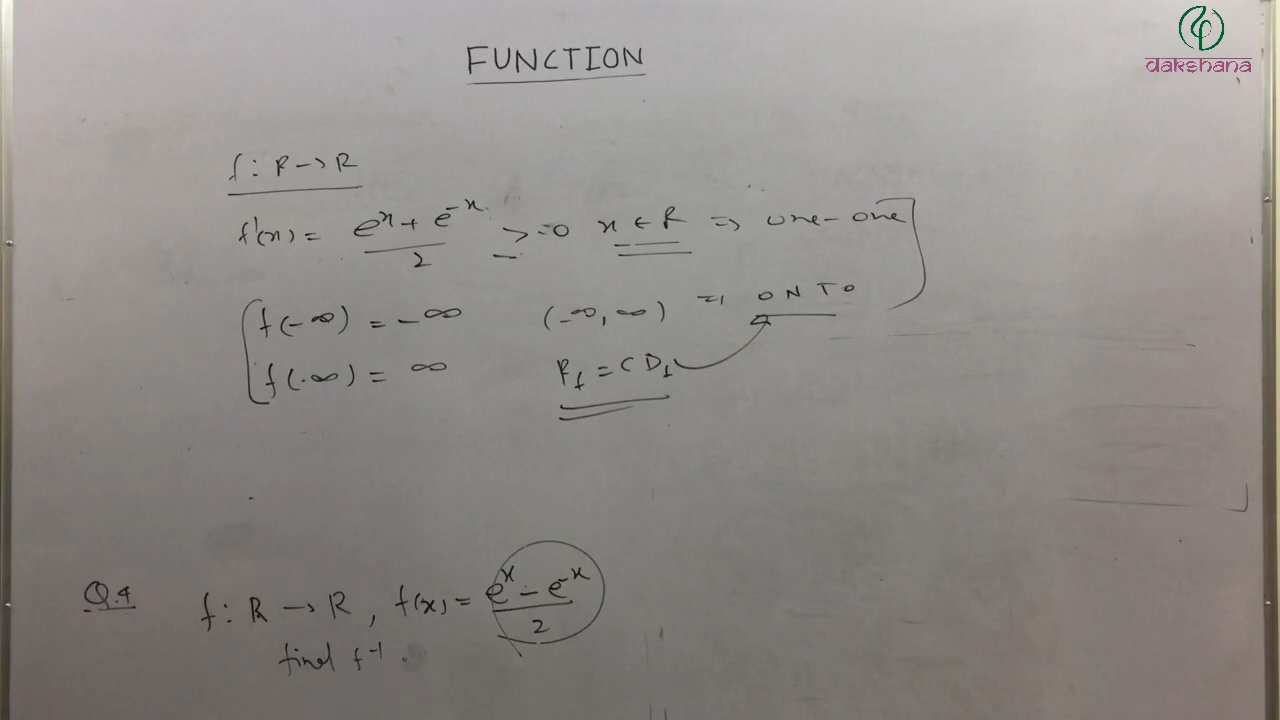 dakshana
FUNCTION
f : R → R
f'(x) = (e^x + e^-x)/2 >=0 x ∈ R ⇒ one-one
f(-∞) = -∞ (-∞, ∞) ⇒ ONTO
f(∞) = ∞ R_f = CD_f
Q.4 f : R → R, f(x) = (e^x - e^-x)/2
find f^-1.